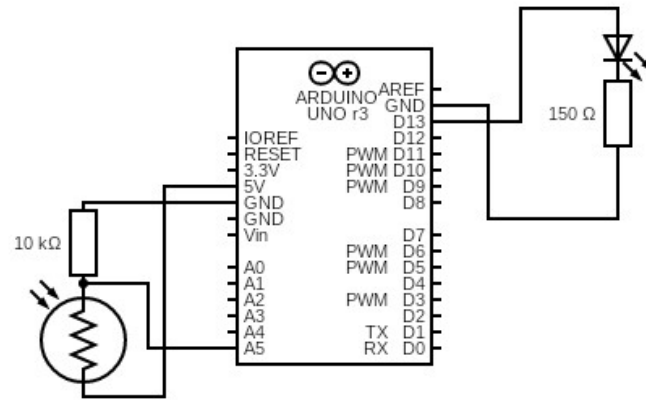 ARDUINO
UNO r3
AREF
GND
D13
IOREF
D12
RESET
PWM D11
3.3V
PWM D10
5V
PWM D9
GND
D8
GND
Vin
D7
PWM D6
A0
PWM D5
A1
D4
A2
PWM D3
A3
D2
A4
TX D1
A5
RX D0
10 kΩ
150 Ω